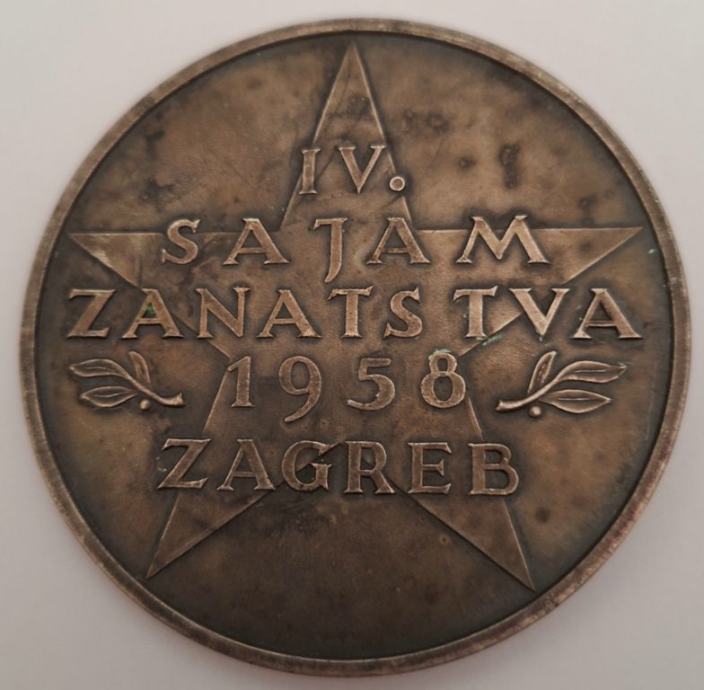 IV.
SAJAM
ZANATSTVA
1958
ZAGREB